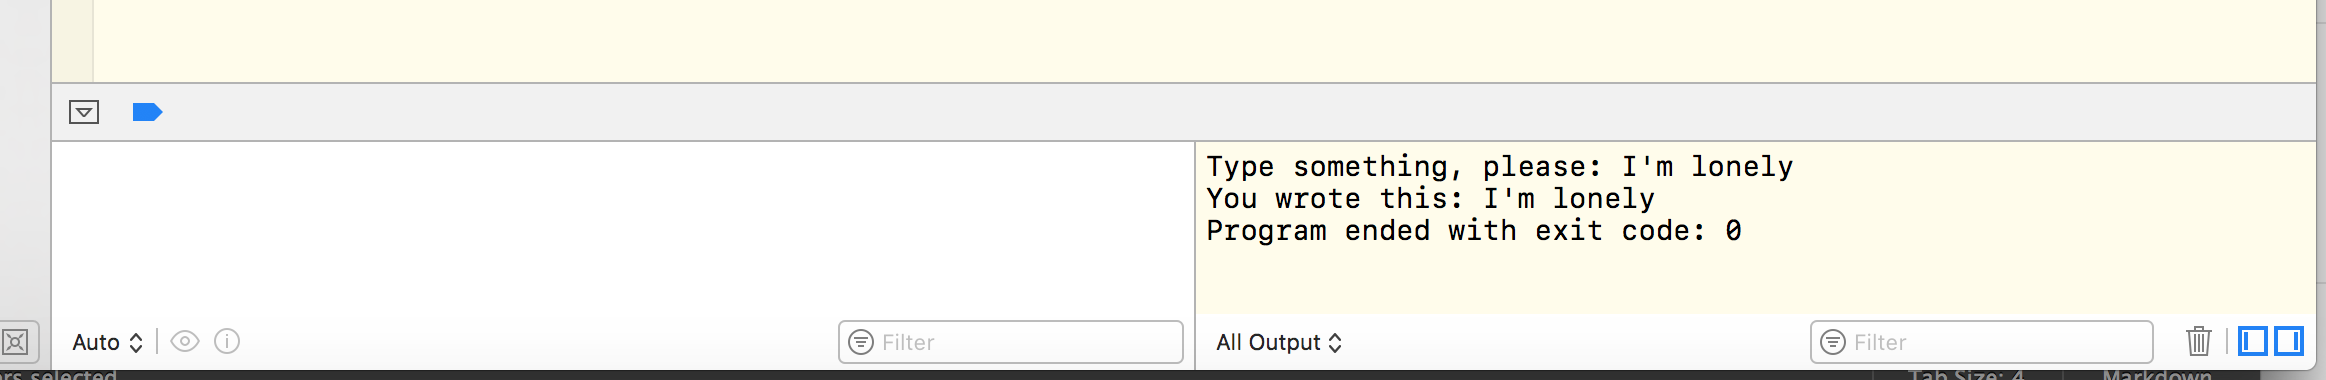 Type something, please: I'm lonely
You wrote this: I'm lonely
Program ended with exit code: 0
Auto
Filter
All Output
Filter
rs selected
Tab Size: 4
Markdown